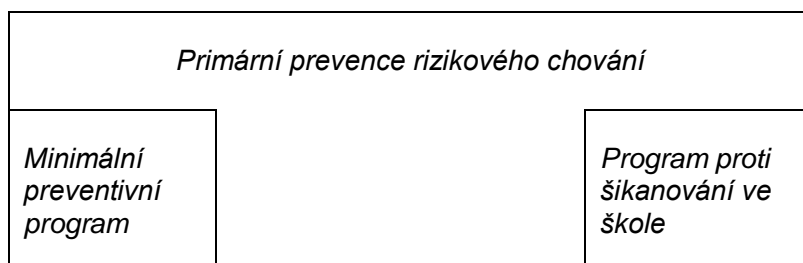 Primární prevence rizikového chování
Minimální
preventivní
program
Program proti
šikanování ve
škole